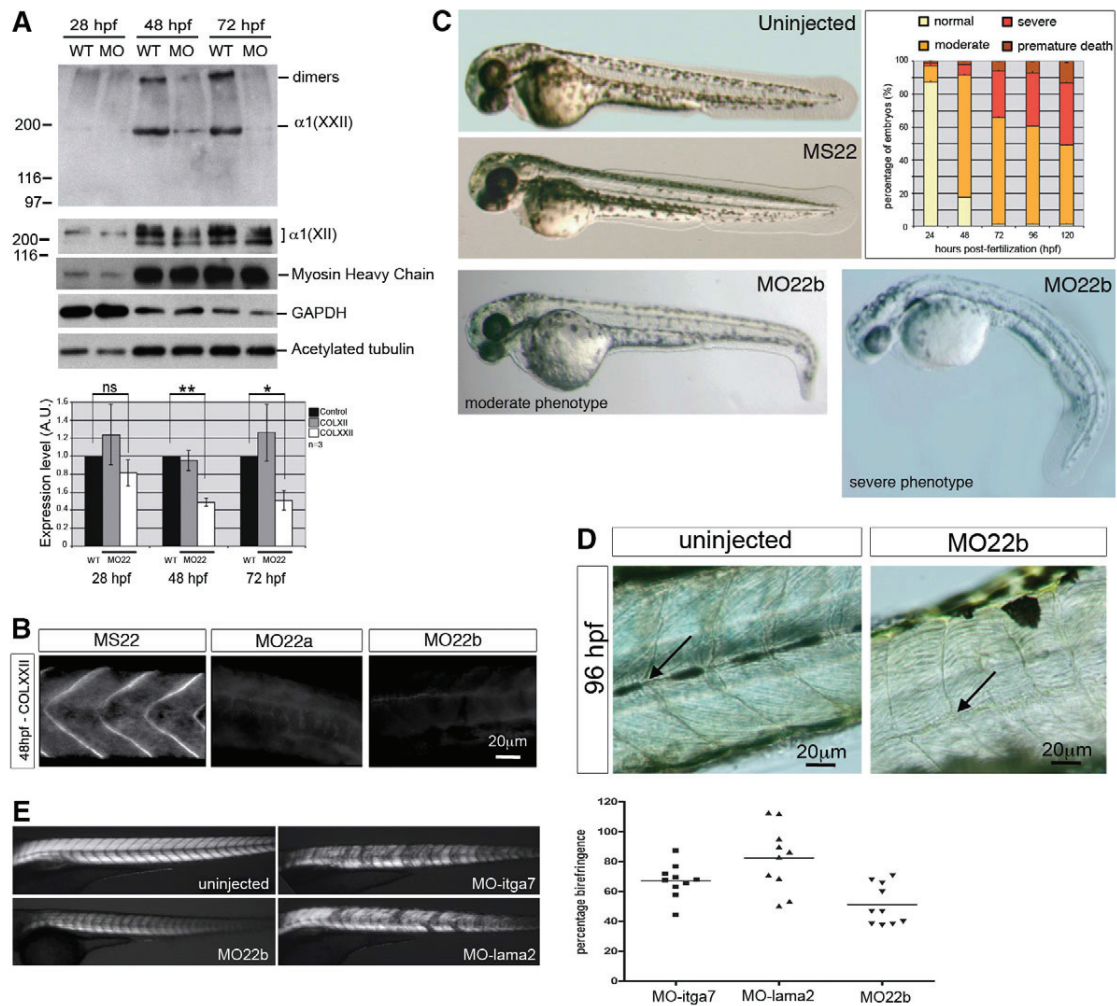 A
28 hpf 48 hpf 72 hpf
WT MO WT MO WT MO
dimers
200
α1(XXII)
116
97
200
α1(XII)
116
Myosin Heavy Chain
GAPDH
Acetylated tubulin
Expression level (A.U.)
1.6
1.4
1.2
1.0
0.8
0.6
0.4
0.2
0
ns
**
*
Control
COLXII
COLXXII
n=3
WT MO22 WT MO22 WT MO22
28 hpf 48 hpf 72 hpf
B
MS22 MO22a MO22b
48hpf - COLXXII
20μm
C
Uninjected
MS22
normal severe
moderate premature death
percentage of embryos (%)
100
90
80
70
60
50
40
30
20
10
0
24 48 72 96 120
hours post-fertilization (hpf)
MO22b
moderate phenotype
MO22b
severe phenotype
D
uninjected MO22b
96 hpf
20μm
20μm
E
uninjected
MO-itga7
MO22b
MO-lama2
percentage birefringence
120
100
80
60
40
20
0
MO-itga7 MO-lama2 MO22b